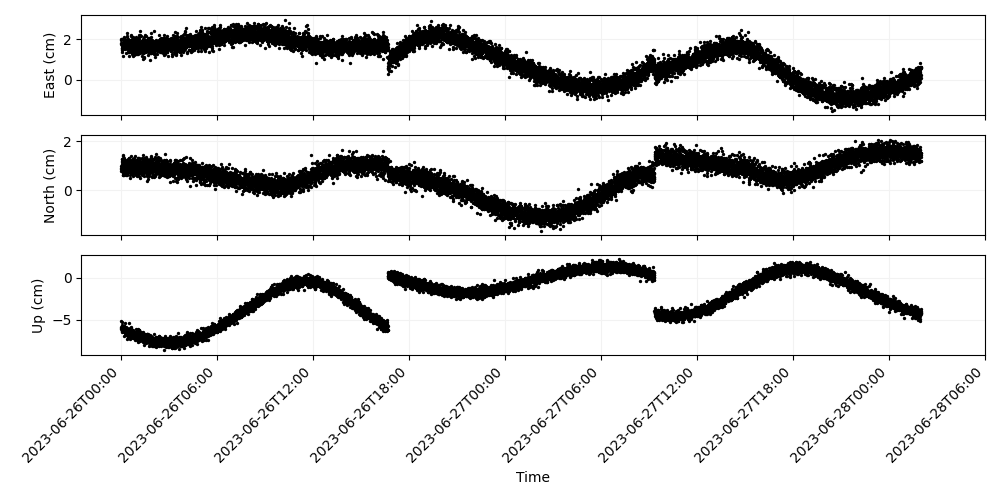 East (cm)
2
0
North (cm)
2
0
Up (cm)
0
−5
2023-06-26T00:00
2023-06-26T06:00
2023-06-26T12:00
2023-06-26T18:00
2023-06-27T00:00
2023-06-27T06:00
2023-06-27T12:00
2023-06-27T18:00
2023-06-28T00:00
2023-06-28T06:00
Time